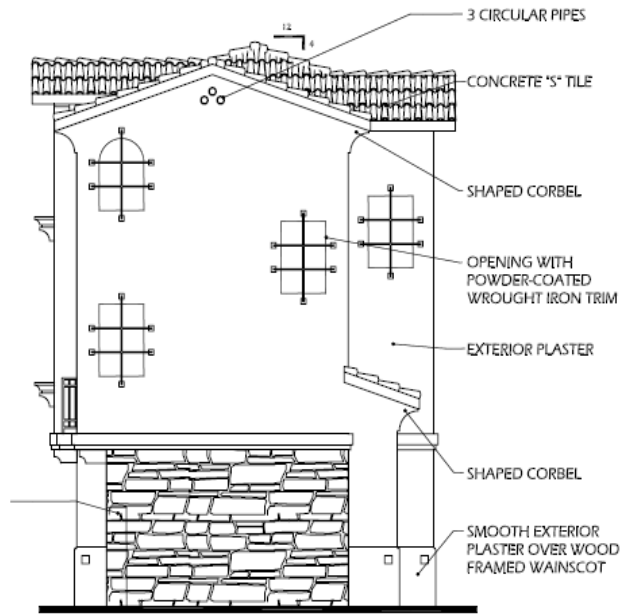 3 CIRCULAR PIPES
12
4
CONCRETE "S" TILE
SHAPED CORBEL
OPENING WITH
POWDER-COATED
WROUGHT IRON TRIM
EXTERIOR PLASTER
SHAPED CORBEL
SMOOTH EXTERIOR
PLASTER OVER WOOD
FRAMED WAINSCOT